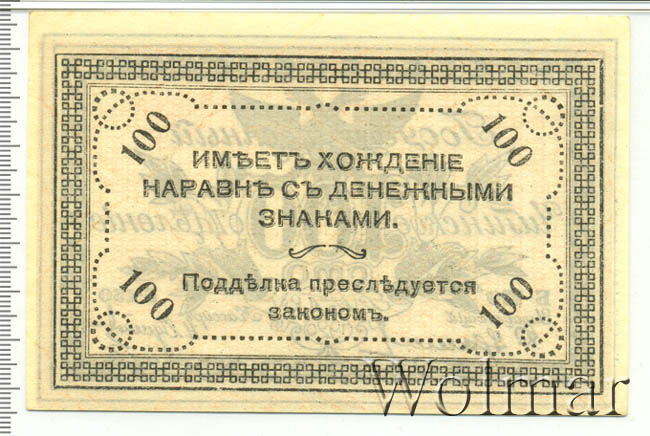 100 100
ИМѢЕТЪ ХОЖДЕНІЕ
НАРАВНѢ СЪ ДЕНЕЖНЫМИ
ЗНАКАМИ.
Поддѣлка преслѣдуется
закономъ.
100 100
Wolmar